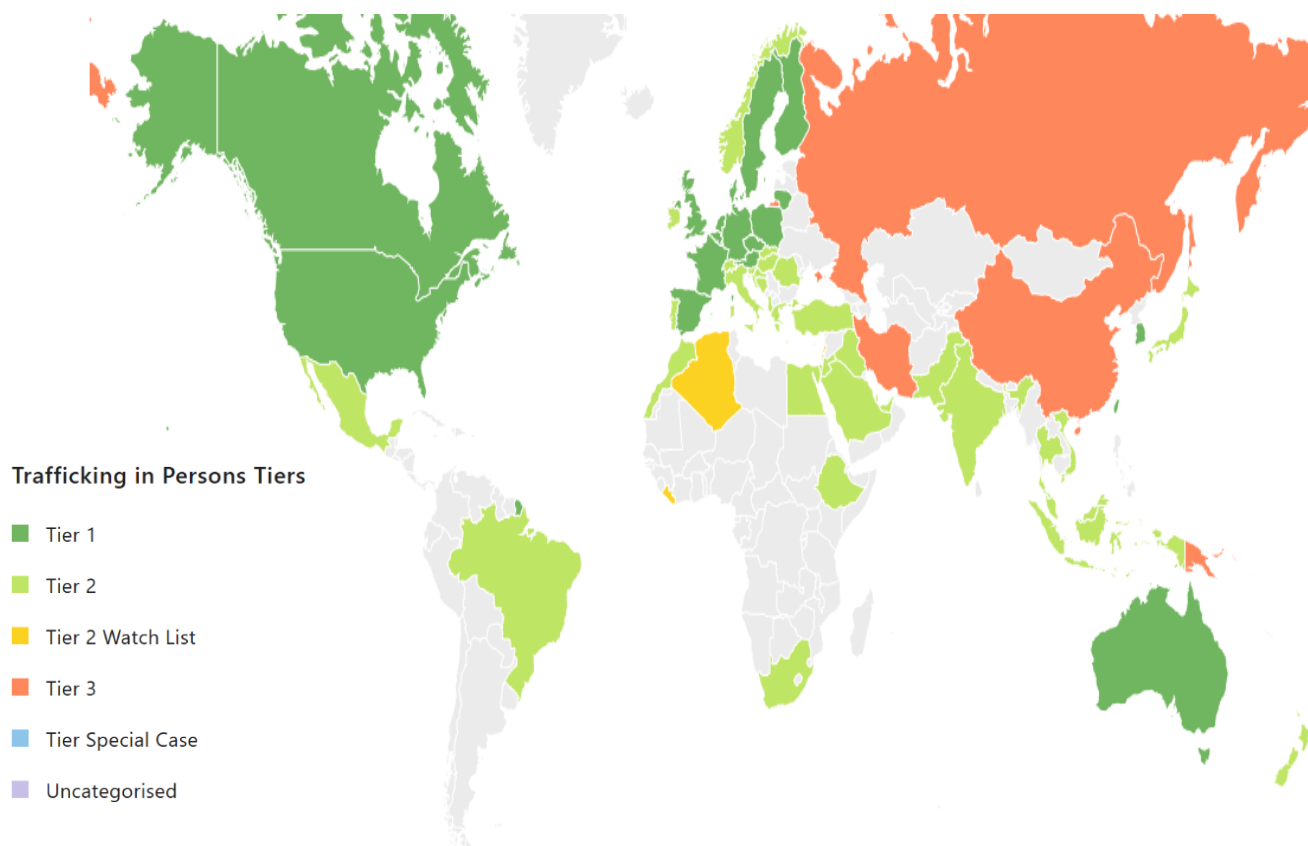 Trafficking in Persons Tiers
Tier 1
Tier 2
Tier 2 Watch List
Tier 3
Tier Special Case
Uncategorised